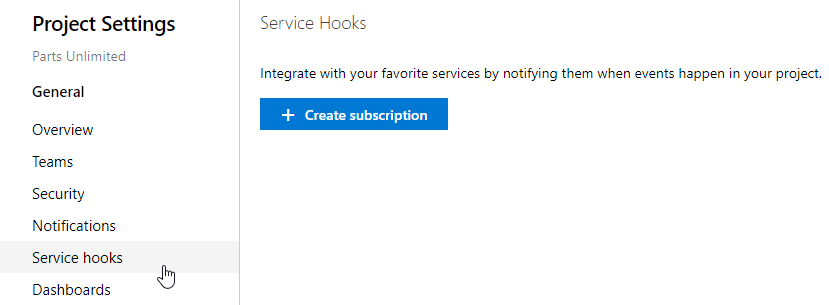 Project Settings
Parts Unlimited
General
Overview
Teams
Security
Notifications
Service hooks
Dashboards
Service Hooks
Integrate with your favorite services by notifying them when events happen in your project.
+ Create subscription